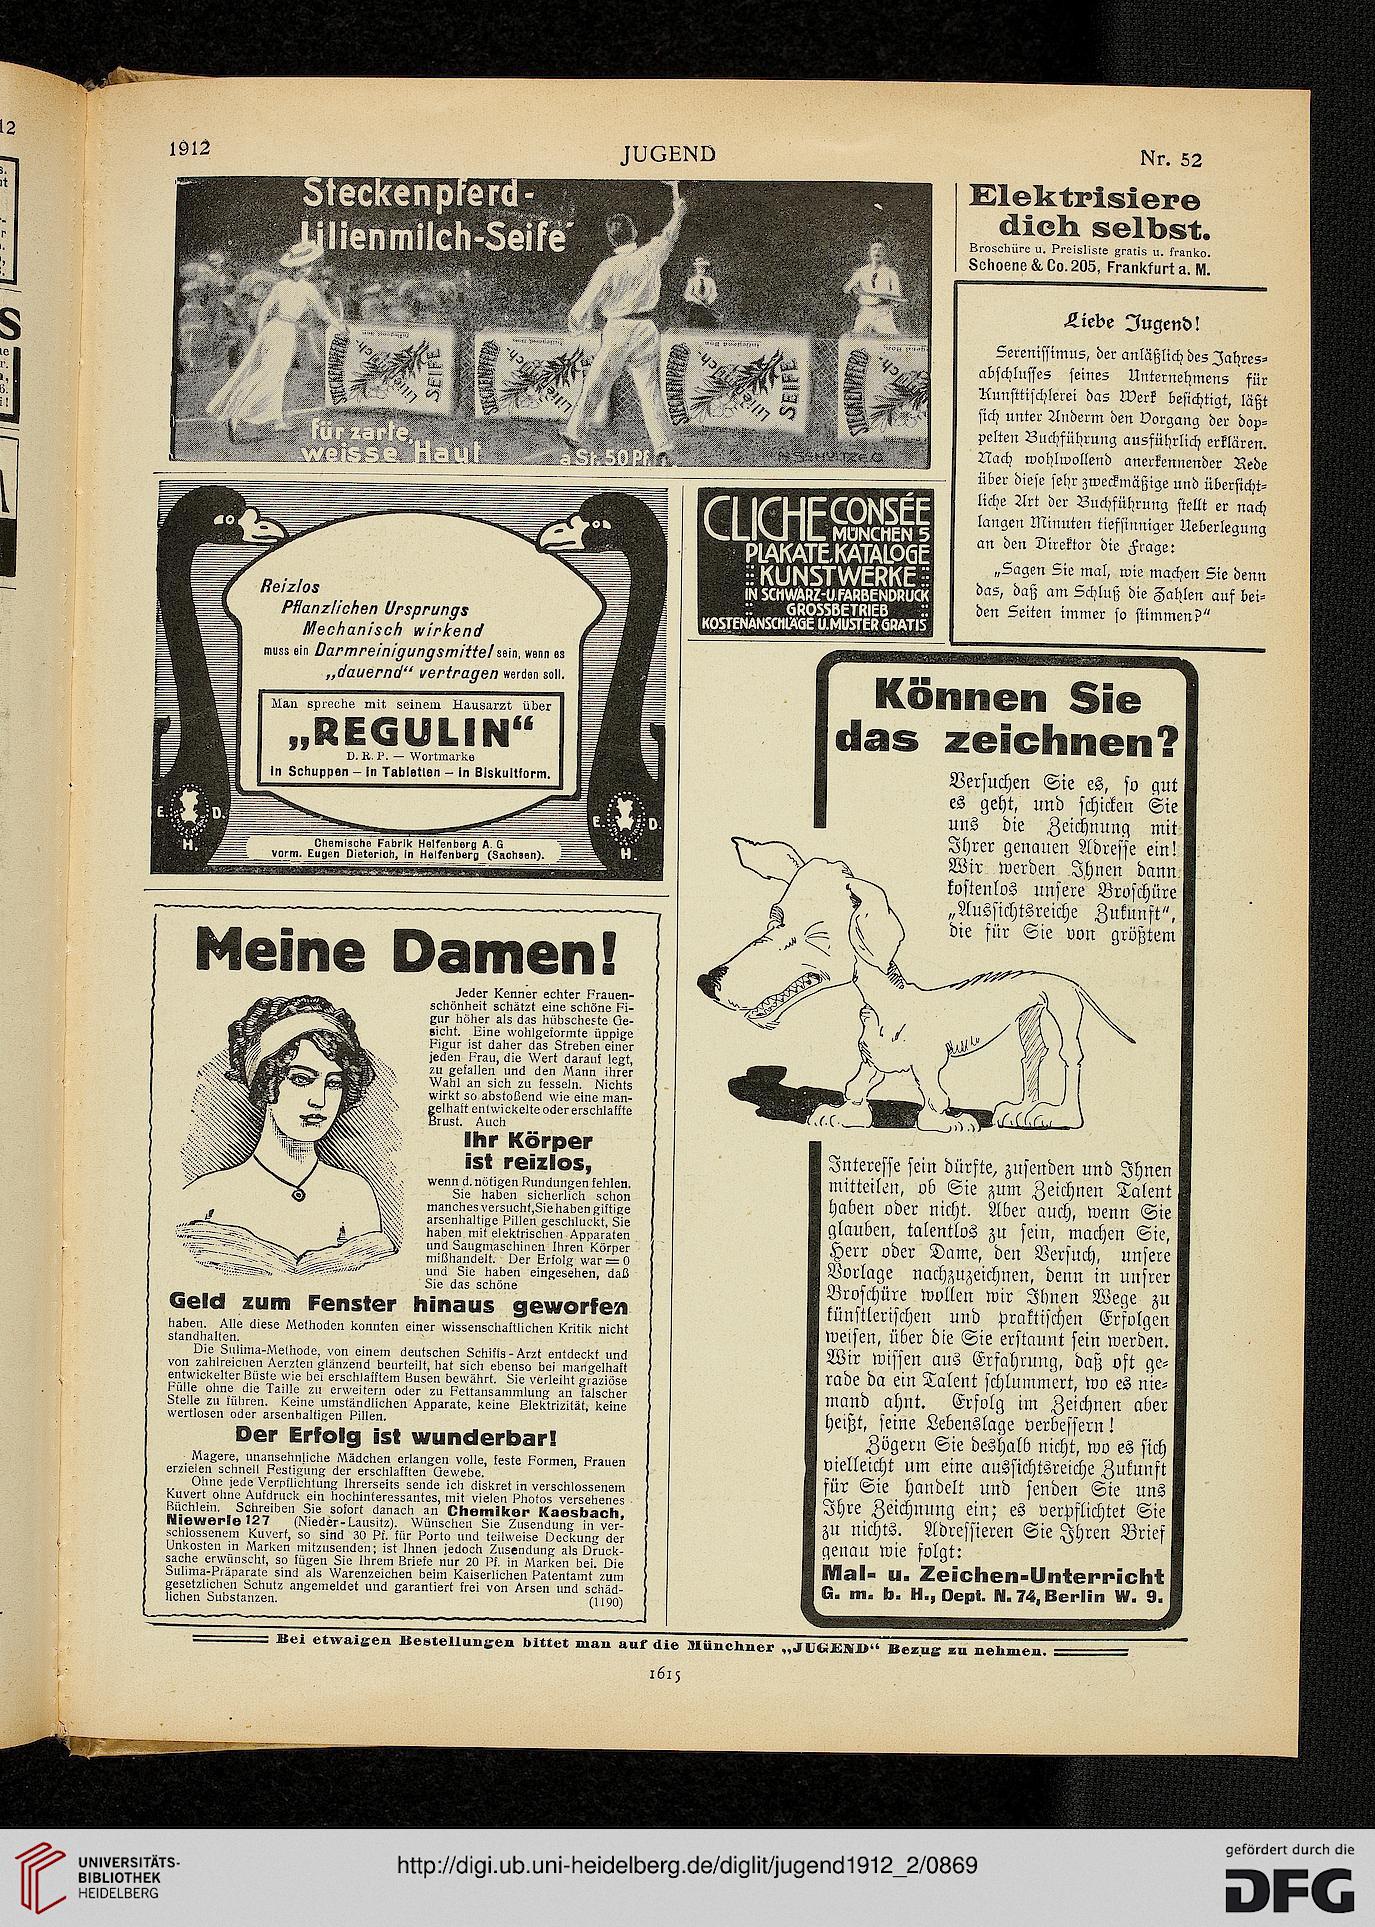 12
1912
JUGEND
Nr. 52
Steckenpferd-
Lilienmilch-Seife
STECKENPFERD
Lilienmilch
SEIFE
STECKENPFERD
Lilienmilch
STECKENPFERD
Lilienmilch
SEIFE
STECKENPFERD
für zarte,
weisse Haut
a St. 50 Pf.
Elektrisiere
dich selbst.
Broschüre u. Preisliste gratis u. franko.
Schoene & Co. 205, Frankfurt a. M.
Liebe Jugend!
Serenissimus, der anläßlich des Jahres-
abschlusses seines Unternehmens für
Kunsttischlerei das Werk besichtigt, läßt
sich unter Anderm den Vorgang der dop-
pelten Buchführung ausführlich erklären.
Nach wohlwollend anerkennender Rede
über diese sehr zweckmäßige und übersicht-
liche Art der Buchführung stellt er nach
langen Minuten tiefsinniger Ueberlegung
an den Direktor die Frage:
„Sagen Sie mal, wie machen Sie denn
das, daß am Schluß die Zahlen auf bei-
den Seiten immer so stimmen?"
Reizlos
Pflanzlichen Ursprungs
Mechanisch wirkend
muss ein Darmreinigungsmittel sein, wenn es
„dauernd" vertragen werden soll.
Man spreche mit seinem Hausarzt über
„REGULIN"
D. R. P. — Wortmarke
In Schuppen – In Tabletten – In Biskuitform.
E. D.
H.
E. D.
H.
Chemische Fabrik Helfenberg A. G
vorm. Eugen Dieterich, in Helfenberg (Sachsen).
CLICHE CONSÉE
MÜNCHEN 5
PLAKATE, KATALOGE
KUNSTWERKE
IN SCHWARZ-U. FARBENDRUCK
GROSSBETRIEB
KOSTENANSCHLÄGE U. MUSTER GRATIS
Meine Damen!
Jeder Kenner echter Frauen-
schönheit schätzt eine schöne Fi-
gur höher als das hübscheste Ge-
sicht. Eine wohlgeformte üppige
Figur ist daher das Streben einer
jeden Frau, die Wert darauf legt,
zu gefallen und den Mann ihrer
Wahl an sich zu fesseln. Nichts
wirkt so abstoßend wie eine man-
gelhaft entwickelte oder erschlaffte
Brust. Auch
Ihr Körper
ist reizlos,
wenn d. nötigen Rundungen fehlen.
Sie haben sicherlich schon
manches versucht, Sie haben giftige
arsenhaltige Pillen geschluckt, Sie
haben mit elektrischen Apparaten
und Saugmaschinen Ihren Körper
mißhandelt. Der Erfolg war = 0
und Sie haben eingesehen, daß
Sie das schöne
Geld zum Fenster hinaus geworfen
haben. Alle diese Methoden konnten einer wissenschaftlichen Kritik nicht
standhalten.
Die Sulima-Methode, von einem deutschen Schiffs-Arzt entdeckt und
von zahlreichen Aerzten glänzend beurteilt, hat sich ebenso bei mangelhaft
entwickelter Büste wie bei erschlafftem Busen bewährt. Sie verleiht graziöse
Fülle ohne die Taille zu erweitern oder zu Fettansammlung an falscher
Stelle zu führen. Keine umständlichen Apparate, keine Elektrizität, keine
wertlosen oder arsenhaltigen Pillen.
Der Erfolg ist wunderbar!
Magere, unansehnliche Mädchen erlangen volle, feste Formen, Frauen
erzielen schnell Festigung der erschlafften Gewebe.
Ohne jede Verpflichtung Ihrerseits sende ich diskret in verschlossenem
Kuvert ohne Aufdruck ein hochinteressantes, mit vielen Photos versehenes
Büchlein. Schreiben Sie sofort danach an Chemiker Kaesbach,
Niewerle 127 (Nieder-Lausitz). Wünschen Sie Zusendung in ver-
schlossenem Kuvert, so sind 30 Pf. für Porto und teilweise Deckung der
Unkosten in Marken mitzusenden; ist Ihnen jedoch Zusendung als Druck-
sache erwünscht, so fügen Sie Ihrem Briefe nur 20 Pf. in Marken bei. Die
Sulima-Präparate sind als Warenzeichen beim Kaiserlichen Patentamt zum
gesetzlichen Schutz angemeldet und garantiert frei von Arsen und schäd-
lichen Substanzen. (1190)
Können Sie
das zeichnen?
Versuchen Sie es, so gut
es geht, und schicken Sie
uns die Zeichnung mit
Ihrer genauen Adresse ein!
Wir werden Ihnen dann
kostenlos unsere Broschüre
„Aussichtsreiche Zukunft",
die für Sie von größtem
Interesse sein dürfte, zusenden und Ihnen
mitteilen, ob Sie zum Zeichnen Talent
haben oder nicht. Aber auch, wenn Sie
glauben, talentlos zu sein, machen Sie,
Herr oder Dame, den Versuch, unsere
Vorlage nachzuzeichnen, denn in unsrer
Broschüre wollen wir Ihnen Wege zu
künstlerischen und praktischen Erfolgen
weisen, über die Sie erstaunt sein werden.
Wir wissen aus Erfahrung, daß oft ge-
rade da ein Talent schlummert, wo es nie-
mand ahnt. Erfolg im Zeichnen aber
heißt, seine Lebenslage verbessern!
Zögern Sie deshalb nicht, wo es sich
vielleicht um eine aussichtsreiche Zukunft
für Sie handelt und senden Sie uns
Ihre Zeichnung ein; es verpflichtet Sie
zu nichts. Adressieren Sie Ihren Brief
genau wie folgt:
Mal- u. Zeichen-Unterricht
G. m. b. H., Dept. N. 74, Berlin W. 9.
Bei etwaigen Bestellungen bittet man auf die Münchner „JUGEND" Bezug zu nehmen.
1615
UNIVERSITÄTS-
BIBLIOTHEK
HEIDELBERG
http://digi.ub.uni-heidelberg.de/diglit/jugend1912_2/0869
gefördert durch die
DFG